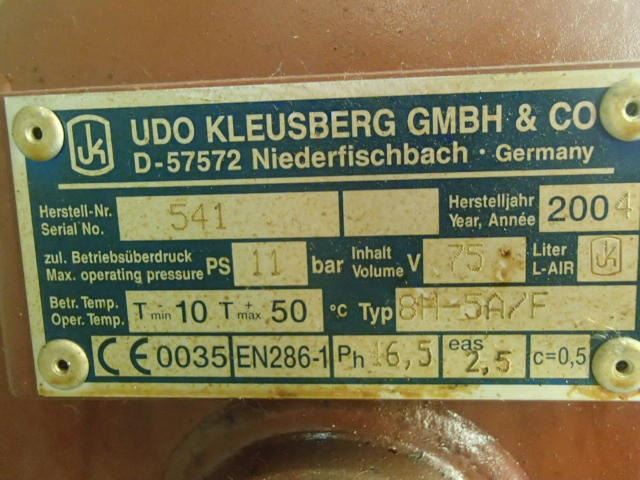 UK UDO KLEUSBERG GMBH & CO
D-57572 Niederfischbach · Germany
Herstell-Nr. 541 Herstelljahr 2004
Serial No. Year, Année
zul. Betriebsüberdruck PS 11 bar Inhalt V 75 Liter UK
Max. operating pressure Volume L-AIR
Betr. Temp. T min 10 T + max 50 °C Typ 8M-5A/F
Oper. Temp.
CE 0035 EN286-1 Ph 16,5 eas 2,5 c=0,5